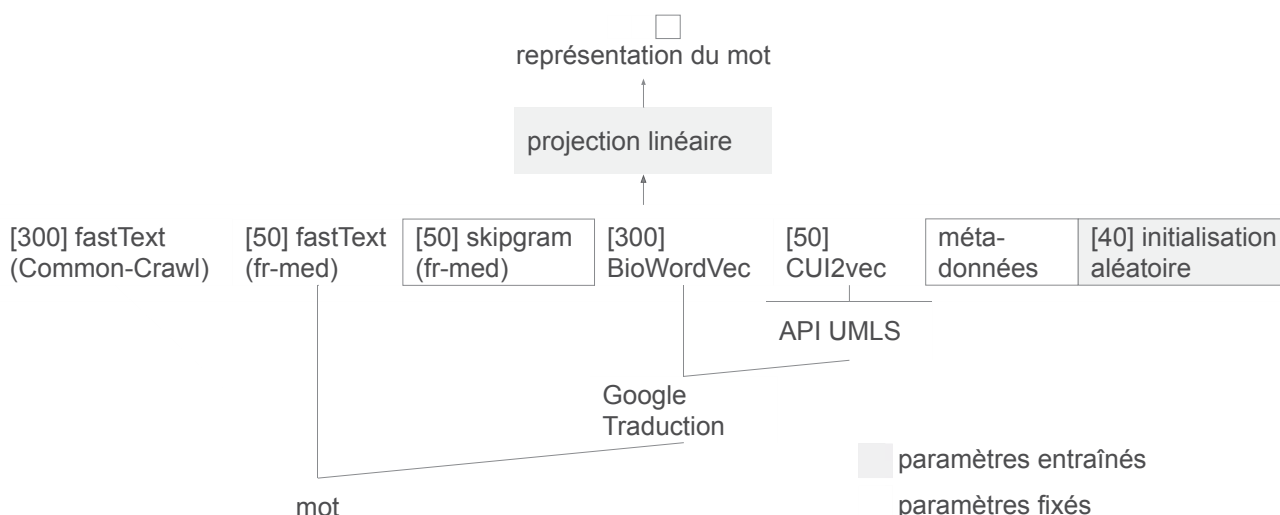 représentation du mot
projection linéaire
[300] fastText
(Common-Crawl)
[50] fastText
(fr-med)
[50] skipgram
(fr-med)
[300]
BioWordVec
[50]
CUI2vec
méta-
données
[40] initialisation
aléatoire
API UMLS
Google
Traduction
mot
paramètres entraînés
paramètres fixés